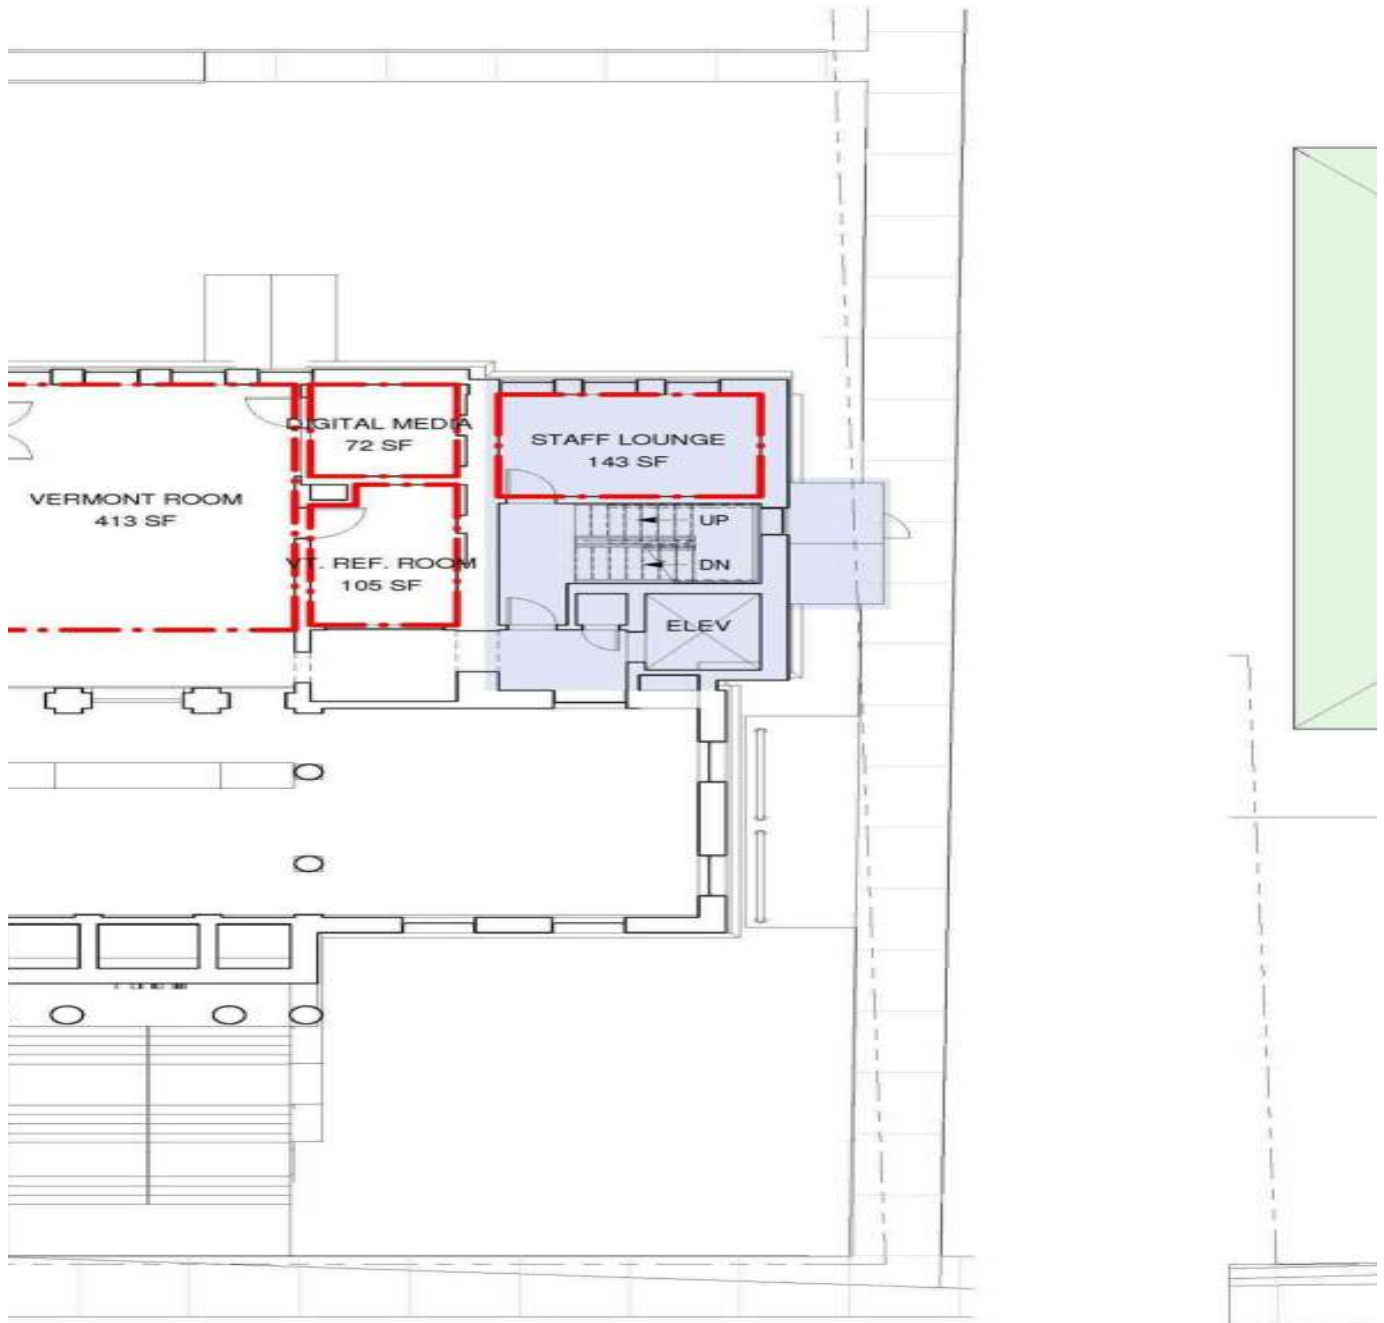 DIGITAL MEDIA
72 SF
STAFF LOUNGE
143 SF
VERMONT ROOM
413 SF
UP
VT. REF. ROOM
105 SF
DN
ELEV